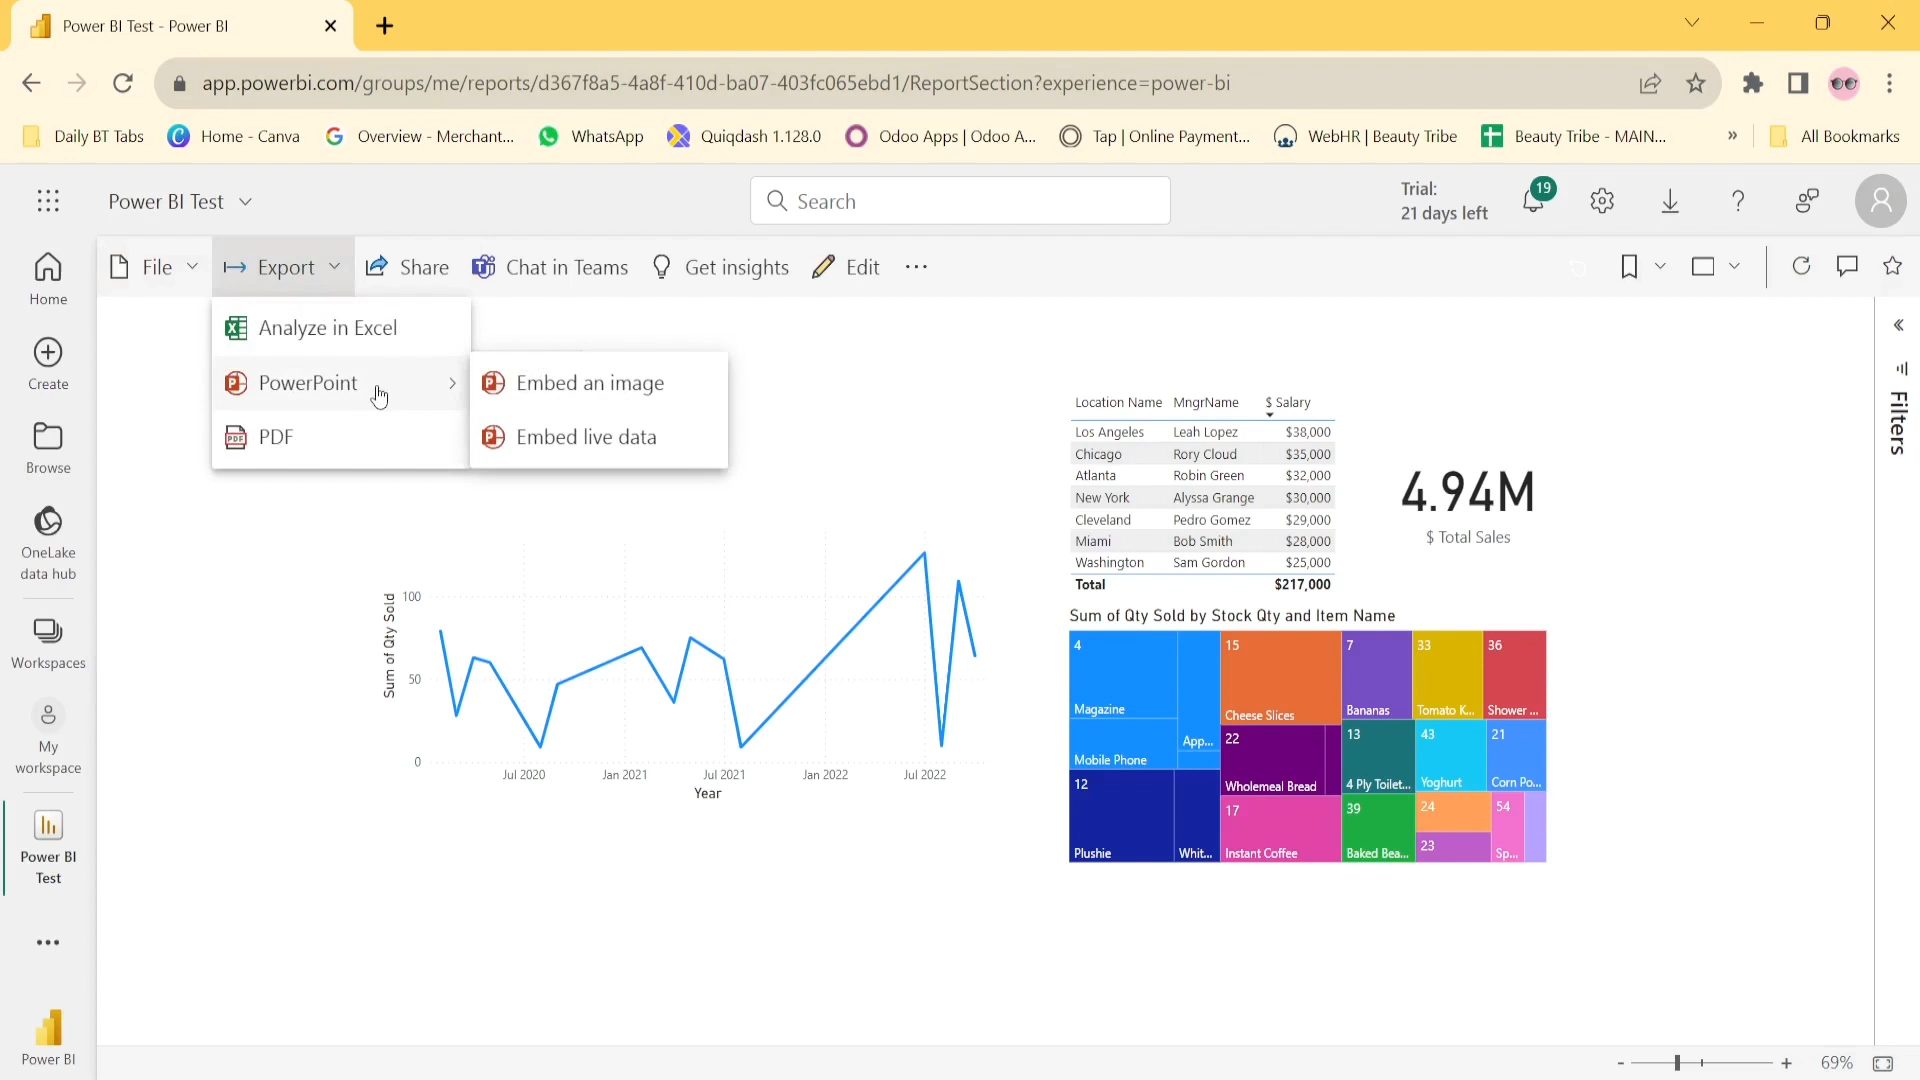 Power BI Test - Power BI
app.powerbi.com/groups/me/reports/d367f8a5-4a8f-410d-ba07-403fc065ebd1/ReportSection?experience=power-bi
Daily BT Tabs Home - Canva Overview - Merchant... WhatsApp Quiqdash 1.128.0 Odoo Apps | Odoo A... Tap | Online Payment... WebHR | Beauty Tribe Beauty Tribe - MAIN... » All Bookmarks
Power BI Test Search Trial: 19
21 days left
File Export Share Chat in Teams Get insights Edit ...
Home
Create
Browse
OneLake
data hub
Workspaces
My
workspace
Power BI
Test
Power BI
Analyze in Excel
PowerPoint
PDF
Embed an image
Embed live data
Filters
Location Name MngrName $ Salary
Los Angeles Leah Lopez $38,000
Chicago Rory Cloud $35,000
Atlanta Robin Green $32,000
New York Alyssa Grange $30,000
Cleveland Pedro Gomez $29,000
Miami Bob Smith $28,000
Washington Sam Gordon $25,000
Total $217,000
4.94M
$ Total Sales
Sum of Qty Sold
100
50
0
Jul 2020 Jan 2021 Jul 2021 Jan 2022 Jul 2022
Year
Sum of Qty Sold by Stock Qty and Item Name
4 15 7 33 36
Magazine Cheese Slices Bananas Tomato K... Shower ...
App... 22 13 43 21
Mobile Phone Wholemeal Bread 4 Ply Toilet... Yoghurt Corn Po...
12 17 39 24 54
23
Plushie Whit... Instant Coffee Baked Bea... Sp...
- + 69%